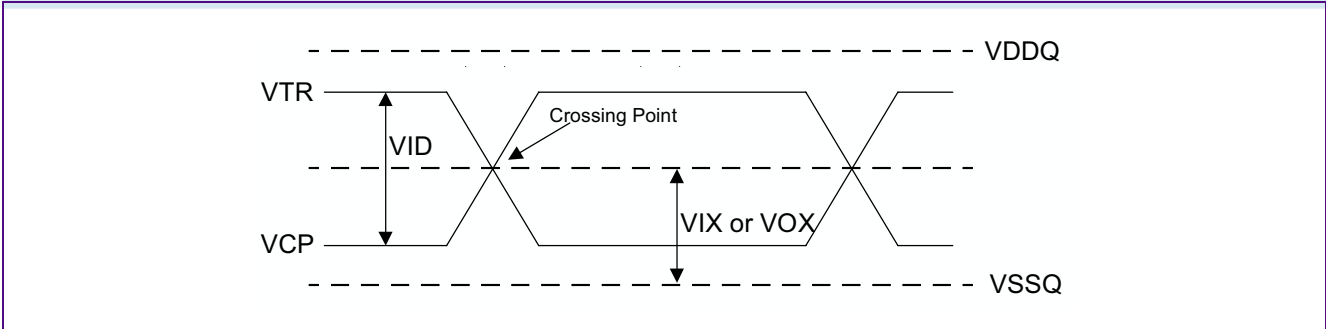 VDDQ
VTR
Crossing Point
VID
VIX or VOX
VCP
VSSQ